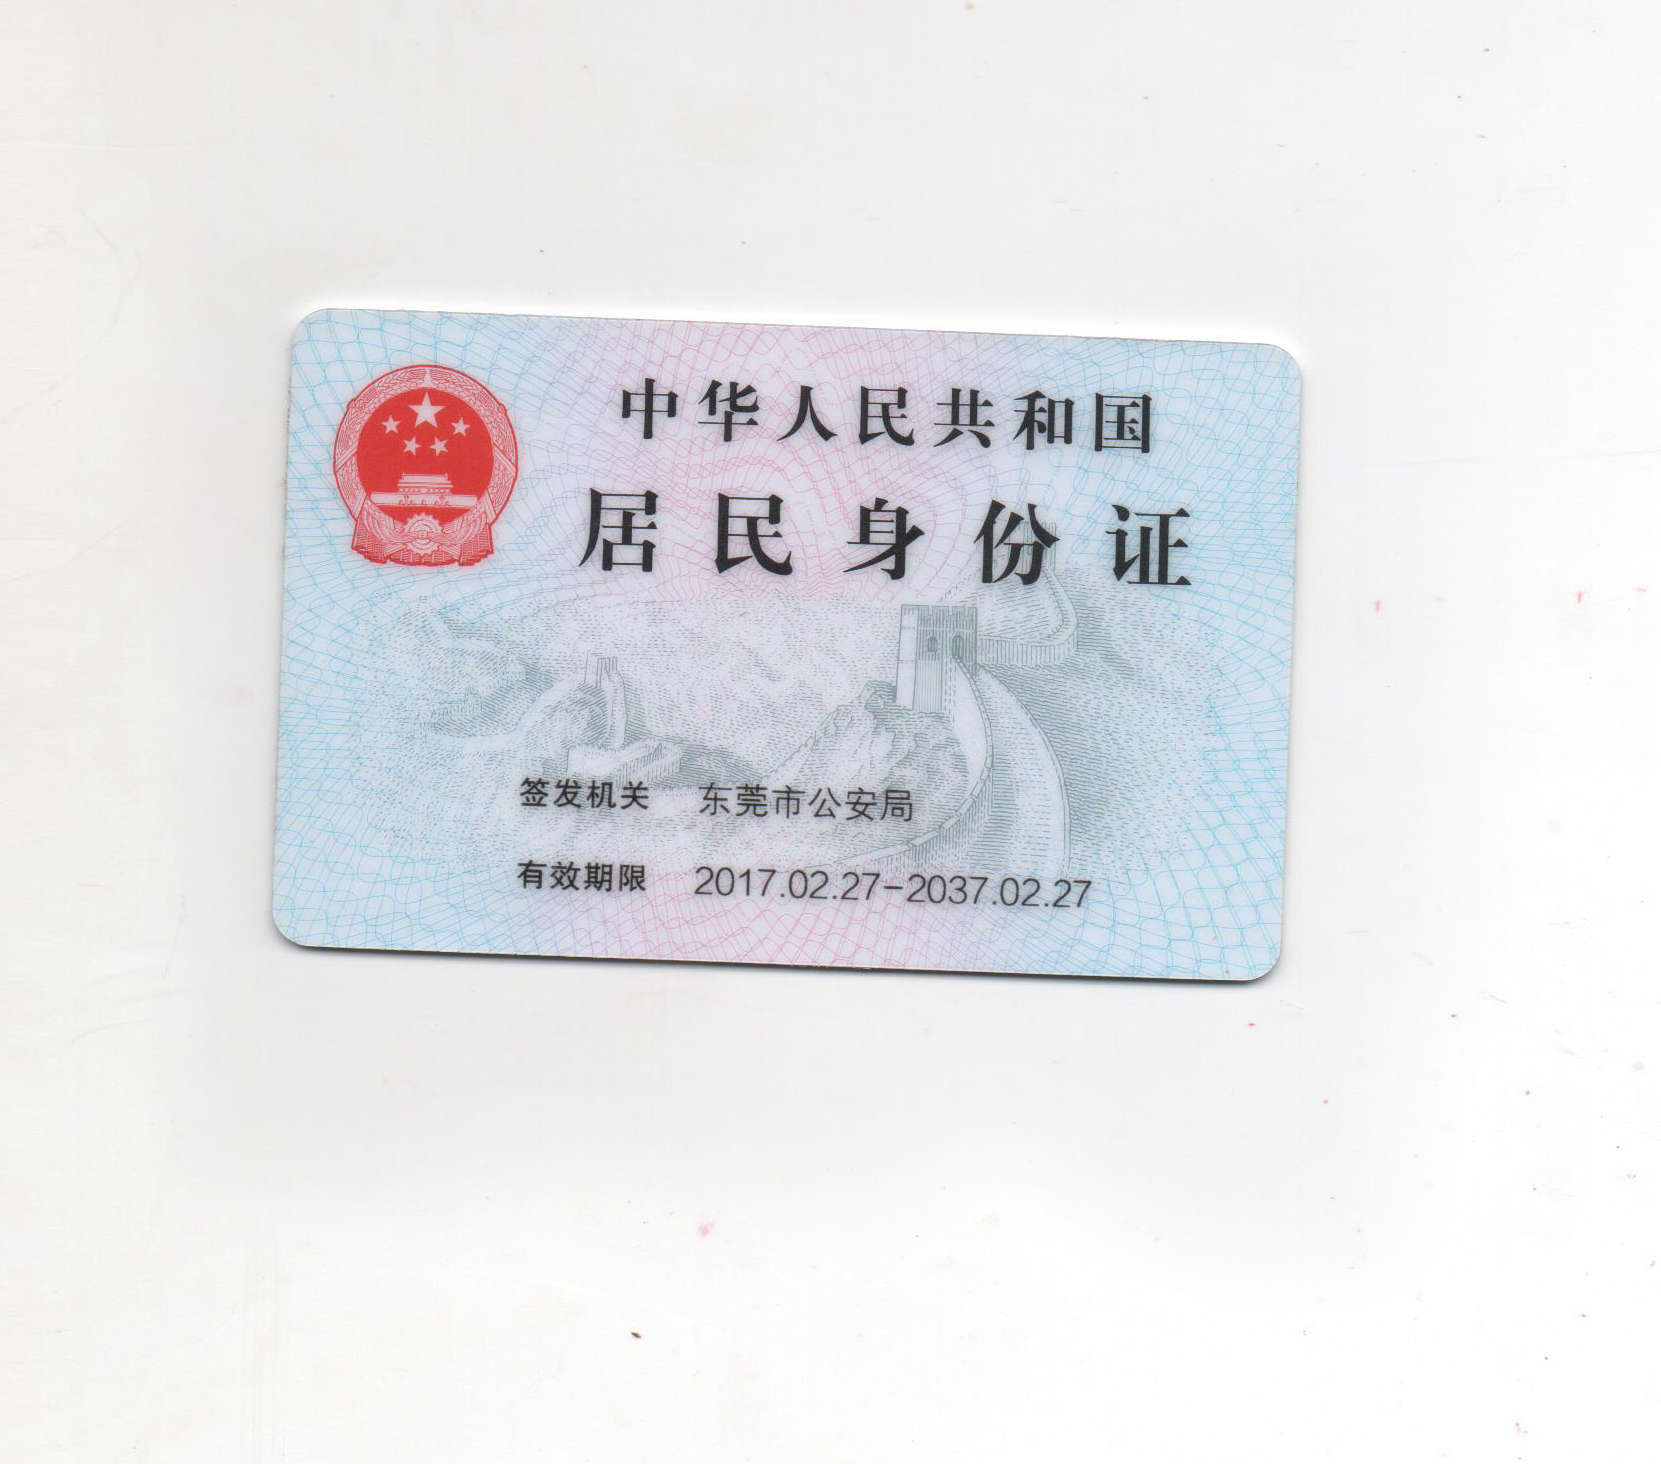 中华人民共和国
居民身份证
签发机关 东莞市公安局
有效期限 2017.02.27-2037.02.27